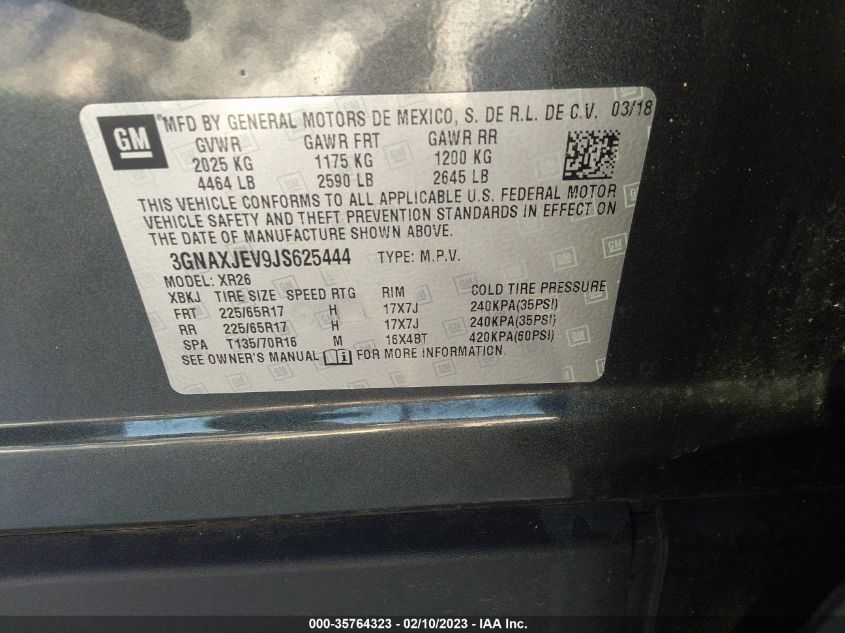 GM
®MFD BY GENERAL MOTORS DE MEXICO, S. DE R.L. DE C.V. 03/18
GVWR GAWR FRT GAWR RR
2025 KG 1175 KG 1200 KG
4464 LB 2590 LB 2645 LB
THIS VEHICLE CONFORMS TO ALL APPLICABLE U.S. FEDERAL MOTOR
VEHICLE SAFETY AND THEFT PREVENTION STANDARDS IN EFFECT ON
THE DATE OF MANUFACTURE SHOWN ABOVE.
3GNAXJEV9JS625444 TYPE: M.P.V.
MODEL: XR26
XBKJ TIRE SIZE SPEED RTG RIM COLD TIRE PRESSURE
FRT 225/65R17 H 17X7J 240KPA(35PSI)
RR 225/65R17 H 17X7J 240KPA(35PSI)
SPA T135/70R16 M 16X4BT 420KPA(60PSI)
SEE OWNER'S MANUAL i FOR MORE INFORMATION.
000-35764323 — 02/10/2023 — IAA Inc.